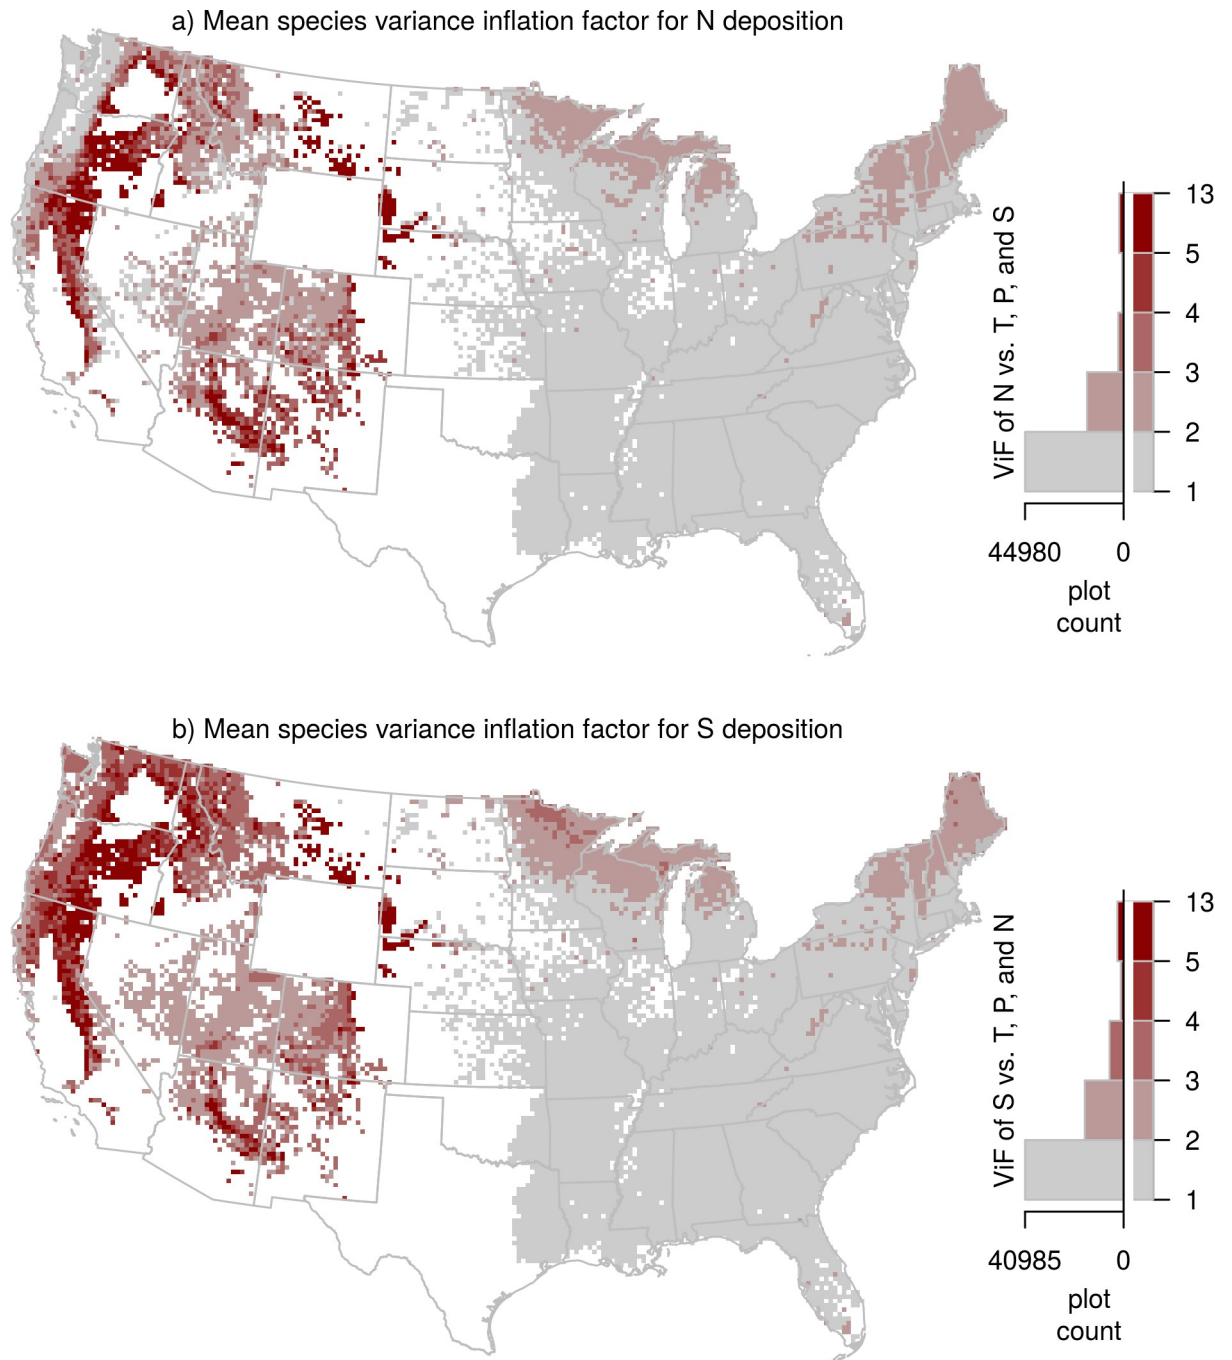 a) Mean species variance inflation factor for N deposition
ViF of N vs. T, P, and S
13
5
4
3
2
1
44980 0
plot
count
b) Mean species variance inflation factor for S deposition
ViF of S vs. T, P, and N
13
5
4
3
2
1
40985 0
plot
count